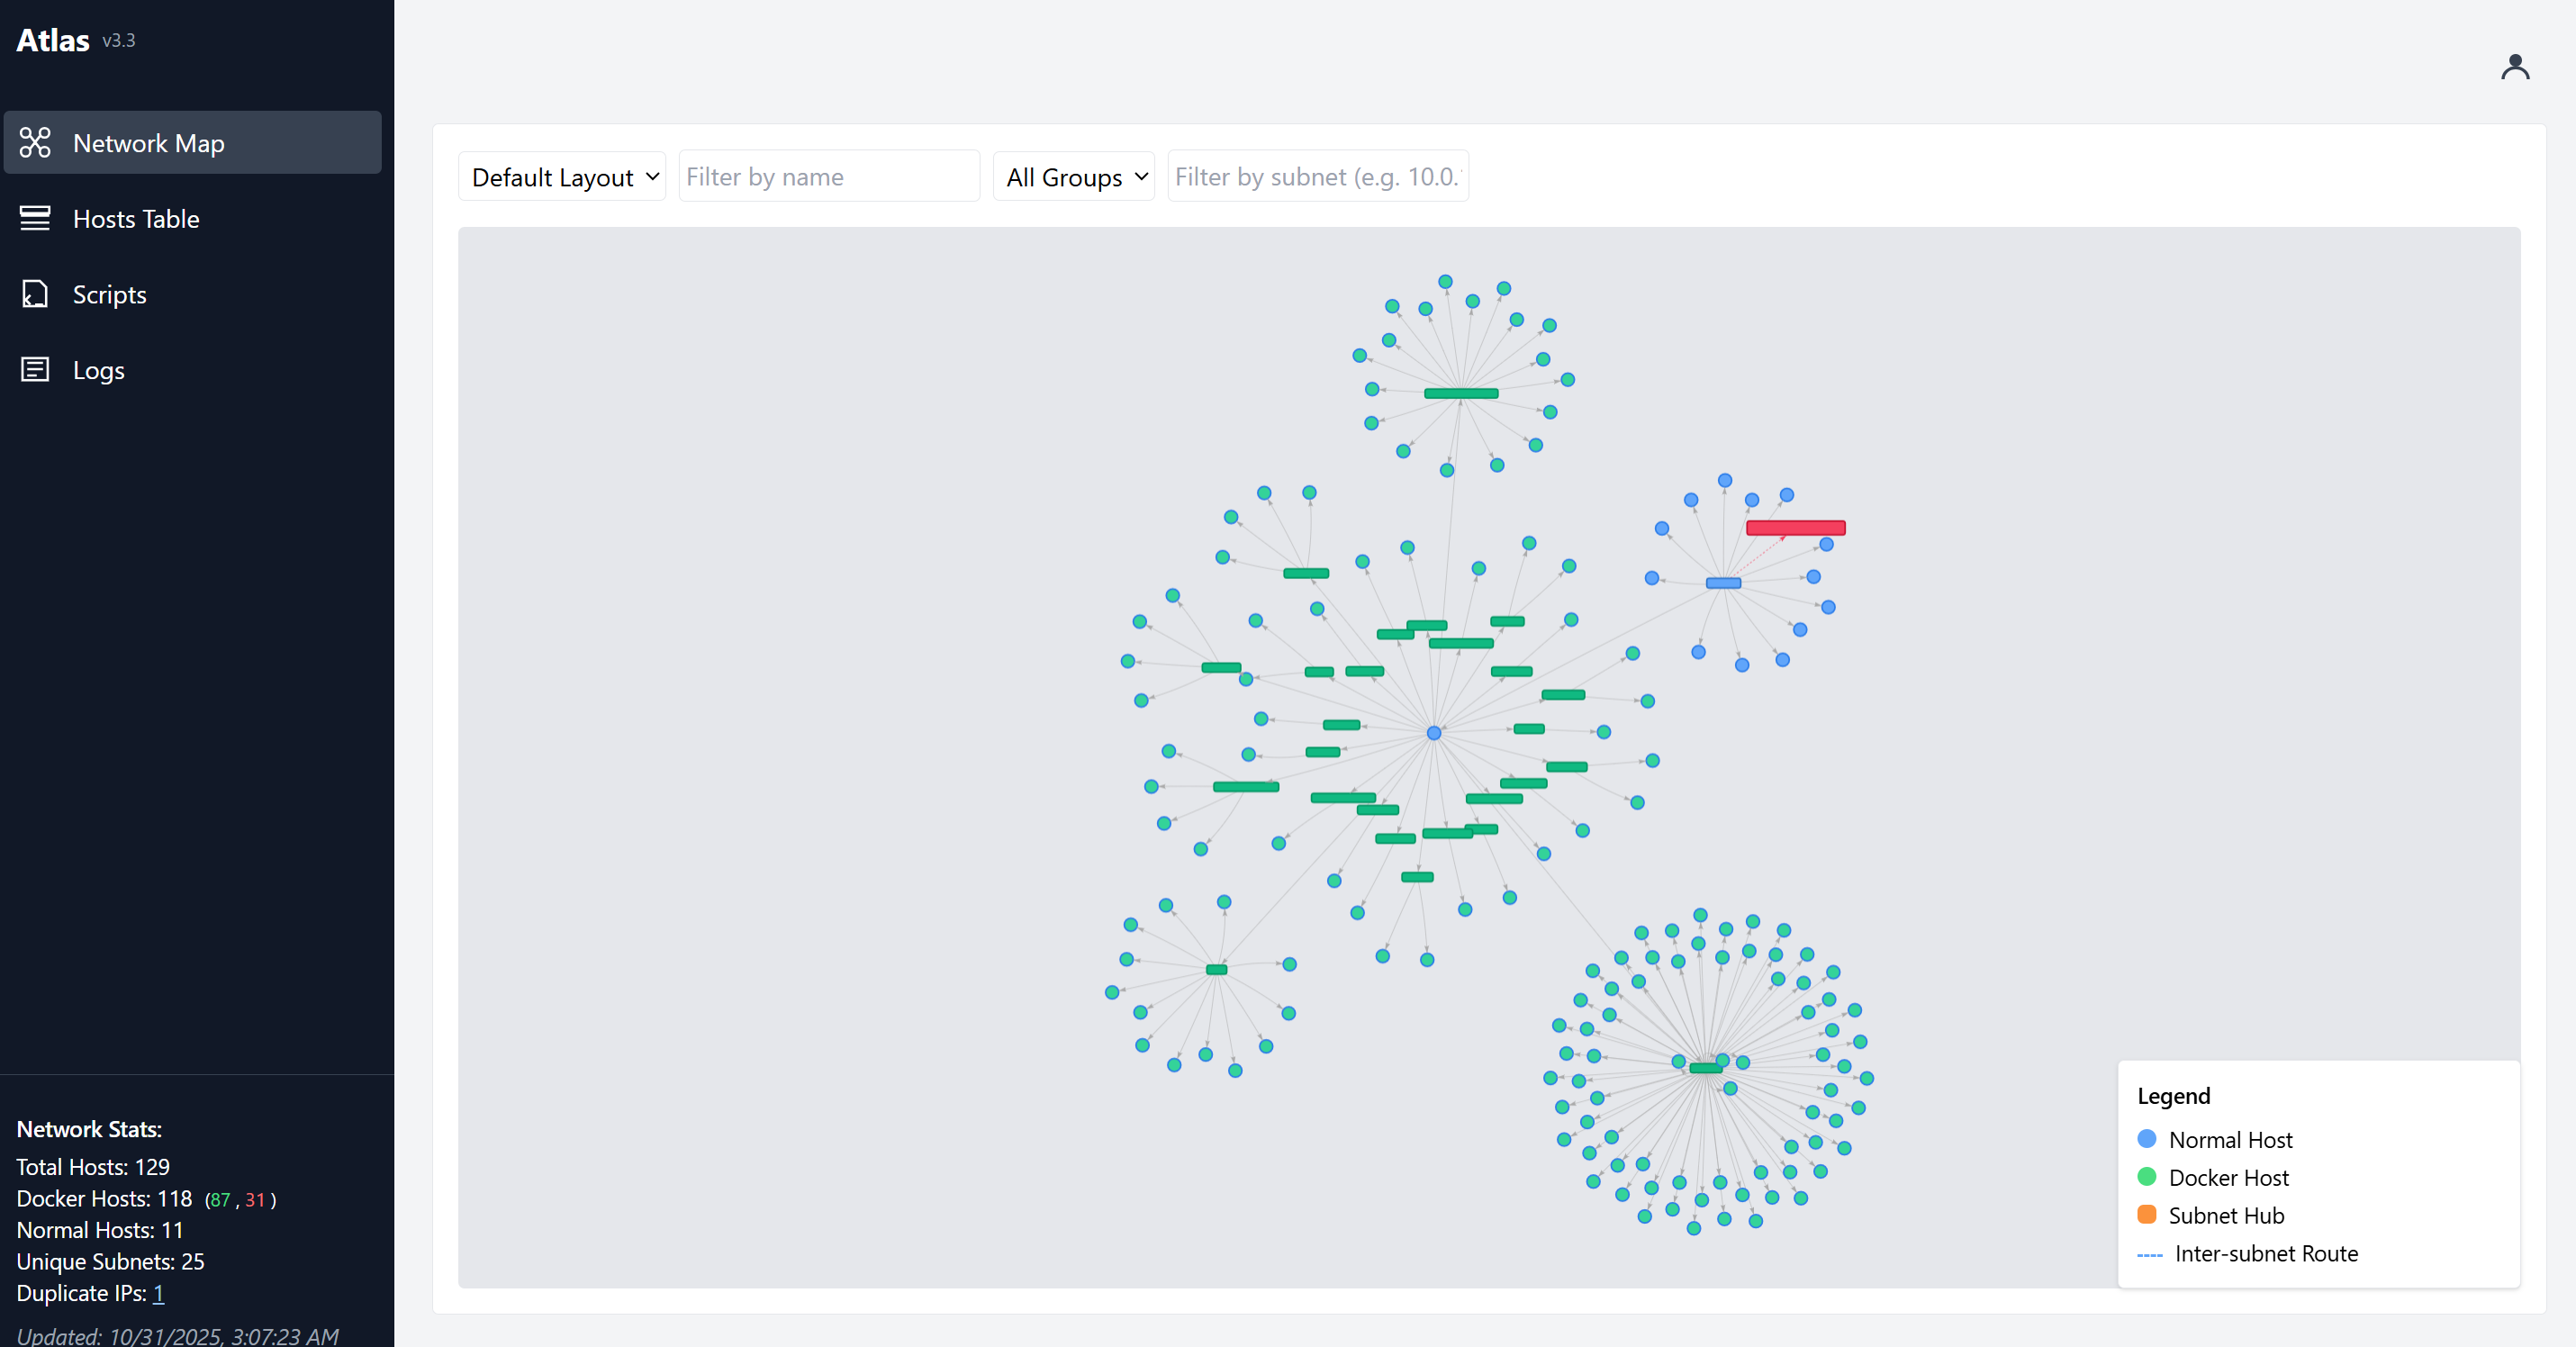 Atlas v3.3
Network Map
Hosts Table
Scripts
Logs
Default Layout
Filter by name
All Groups
Filter by subnet (e.g. 10.0.
Legend
Normal Host
Docker Host
Subnet Hub
Inter-subnet Route
Network Stats:
Total Hosts: 129
Docker Hosts: 118 (87 , 31 )
Normal Hosts: 11
Unique Subnets: 25
Duplicate IPs: 1
Updated: 10/31/2025, 3:07:23 AM